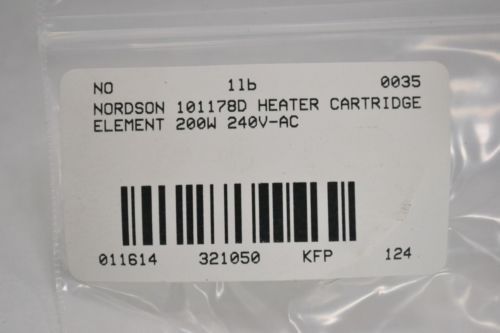 NO 1lb 0035
NORDSON 101178D HEATER CARTRIDGE
ELEMENT 200W 240V-AC
011614 321050 KFP 124